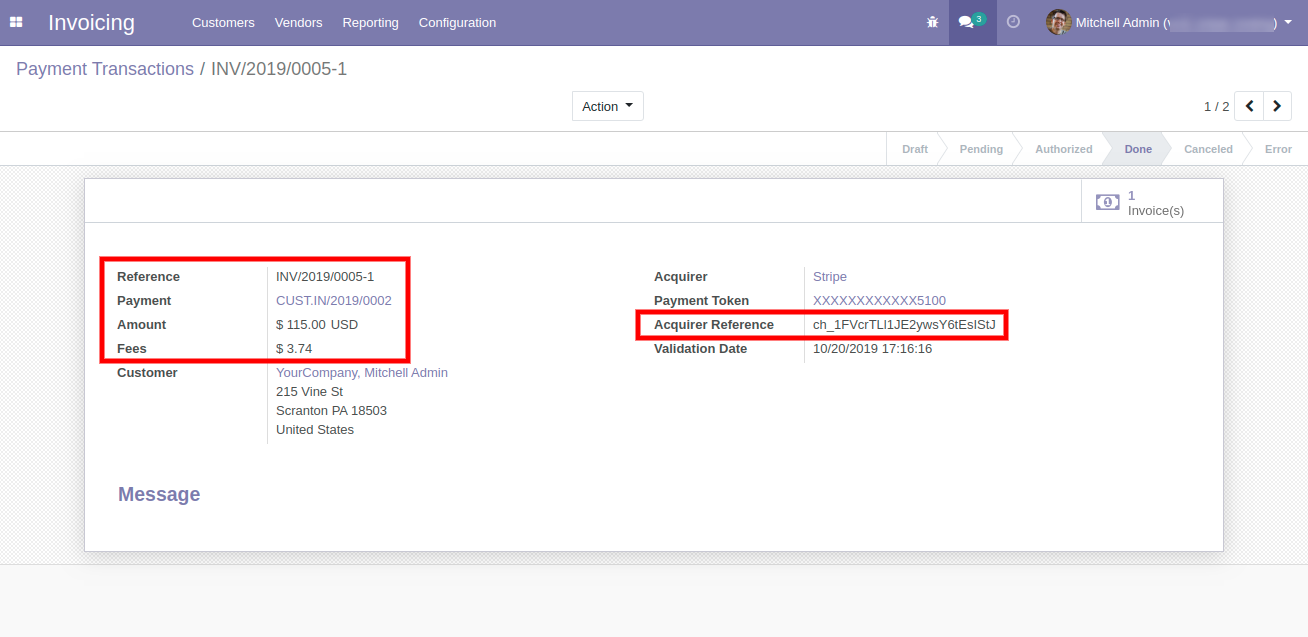 Invoicing Customers Vendors Reporting Configuration 3 Mitchell Admin ( )
Payment Transactions / INV/2019/0005-1
Action 1 / 2
Draft Pending Authorized Done Canceled Error
1
Invoice(s)
Reference INV/2019/0005-1 Acquirer Stripe
Payment CUST.IN/2019/0002 Payment Token XXXXXXXXXXXX5100
Amount $ 115.00 USD Acquirer Reference ch_1FVcrTLI1JE2ywsY6tEsIStJ
Fees $ 3.74 Validation Date 10/20/2019 17:16:16
Customer YourCompany, Mitchell Admin
215 Vine St
Scranton PA 18503
United States
Message